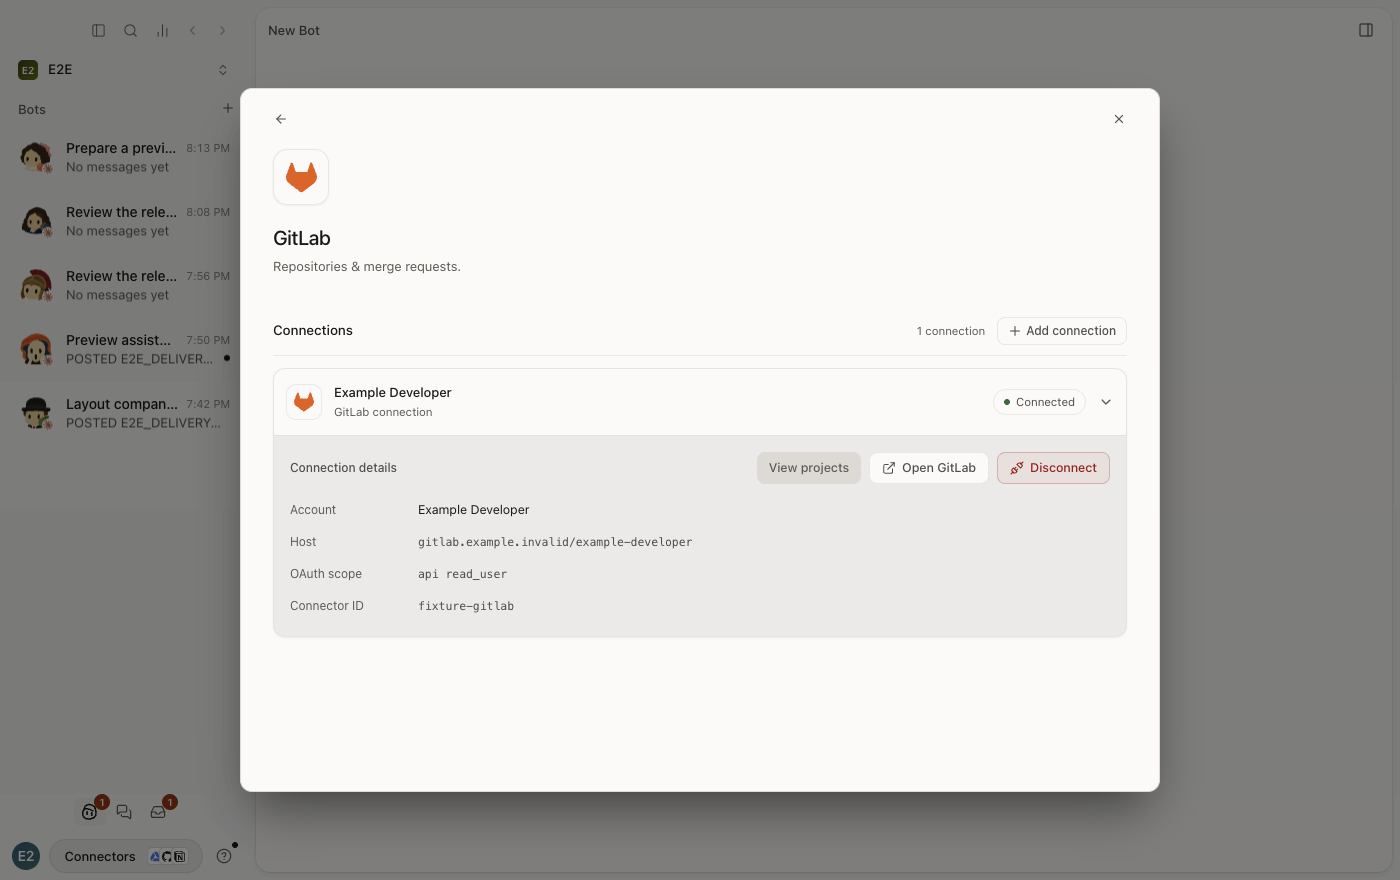 New Bot
E2 E2E
Bots
Prepare a previ... 8:13 PM
No messages yet
Review the rele... 8:08 PM
No messages yet
Review the rele... 7:56 PM
No messages yet
Preview assist... 7:50 PM
POSTED E2E_DELIVER...
Layout compan... 7:42 PM
POSTED E2E_DELIVERY...
1 1
E2 Connectors
GitLab
Repositories & merge requests.
Connections 1 connection Add connection
Example Developer
GitLab connection
Connected
Connection details View projects Open GitLab Disconnect
Account Example Developer
Host gitlab.example.invalid/example-developer
OAuth scope api read_user
Connector ID fixture-gitlab